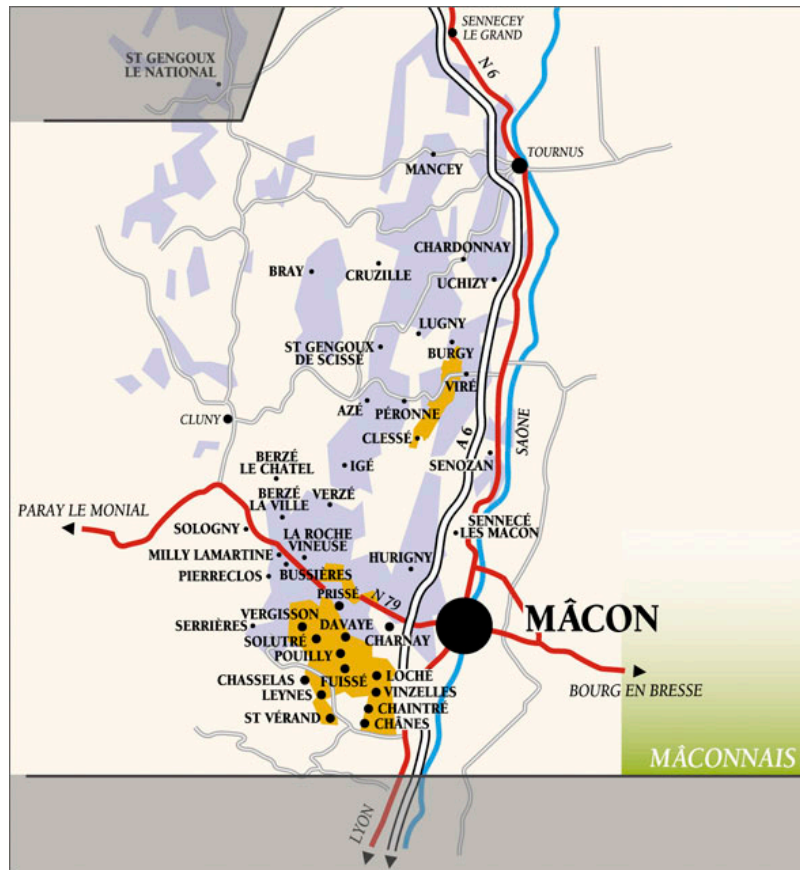 SENNECEY
LE GRAND
ST GENGOUX
LE NATIONAL
N 6
TOURNUS
MANCEY
CHARDONNAY
BRAY
CRUZILLE
UCHIZY
LUGNY
ST GENGOUX
DE SCISSÉ
BURGY
VIRÉ
AZÉ
PÉRONNE
CLUNY
CLESSÉ
A 6
SAÔNE
BERZÉ
LE CHATEL
IGÉ
SENOZAN
BERZÉ
LA VILLE
VERZÉ
PARAY LE MONIAL
SOLOGNY
LA ROCHE
VINEUSE
SENNECÉ
LES MACON
MILLY LAMARTINE
HURIGNY
PIERRECLOS
BUSSIÈRES
PRISSÉ
N 79
MÂCON
VERGISSON
DAVAYE
SERRIÈRES
CHARNAY
SOLUTRÉ
POUILLY
CHASSELAS
FUISSÉ
LOCHÉ
BOURG EN BRESSE
LEYNES
VINZELLES
CHAINTRÉ
ST VÉRAND
CHÂNES
MÂCONNAIS
LYON